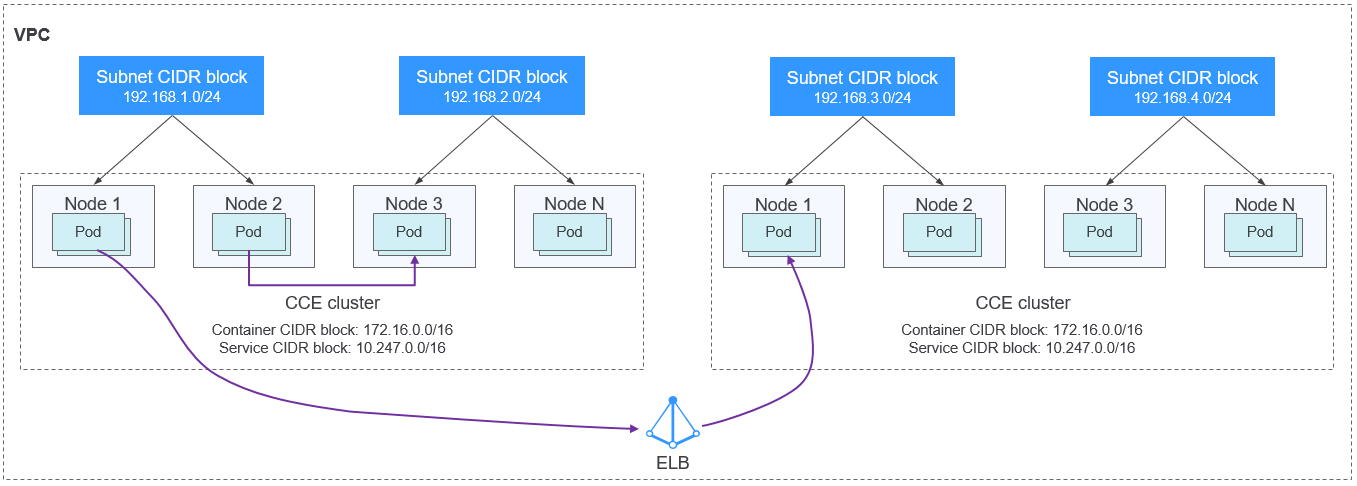 VPC
Subnet CIDR block
192.168.1.0/24
Subnet CIDR block
192.168.2.0/24
Subnet CIDR block
192.168.3.0/24
Subnet CIDR block
192.168.4.0/24
Node 1
Pod
Node 2
Pod
Node 3
Pod
Node N
Pod
CCE cluster
Container CIDR block: 172.16.0.0/16
Service CIDR block: 10.247.0.0/16
Node 1
Pod
Node 2
Pod
Node 3
Pod
Node N
Pod
CCE cluster
Container CIDR block: 172.16.0.0/16
Service CIDR block: 10.247.0.0/16
ELB